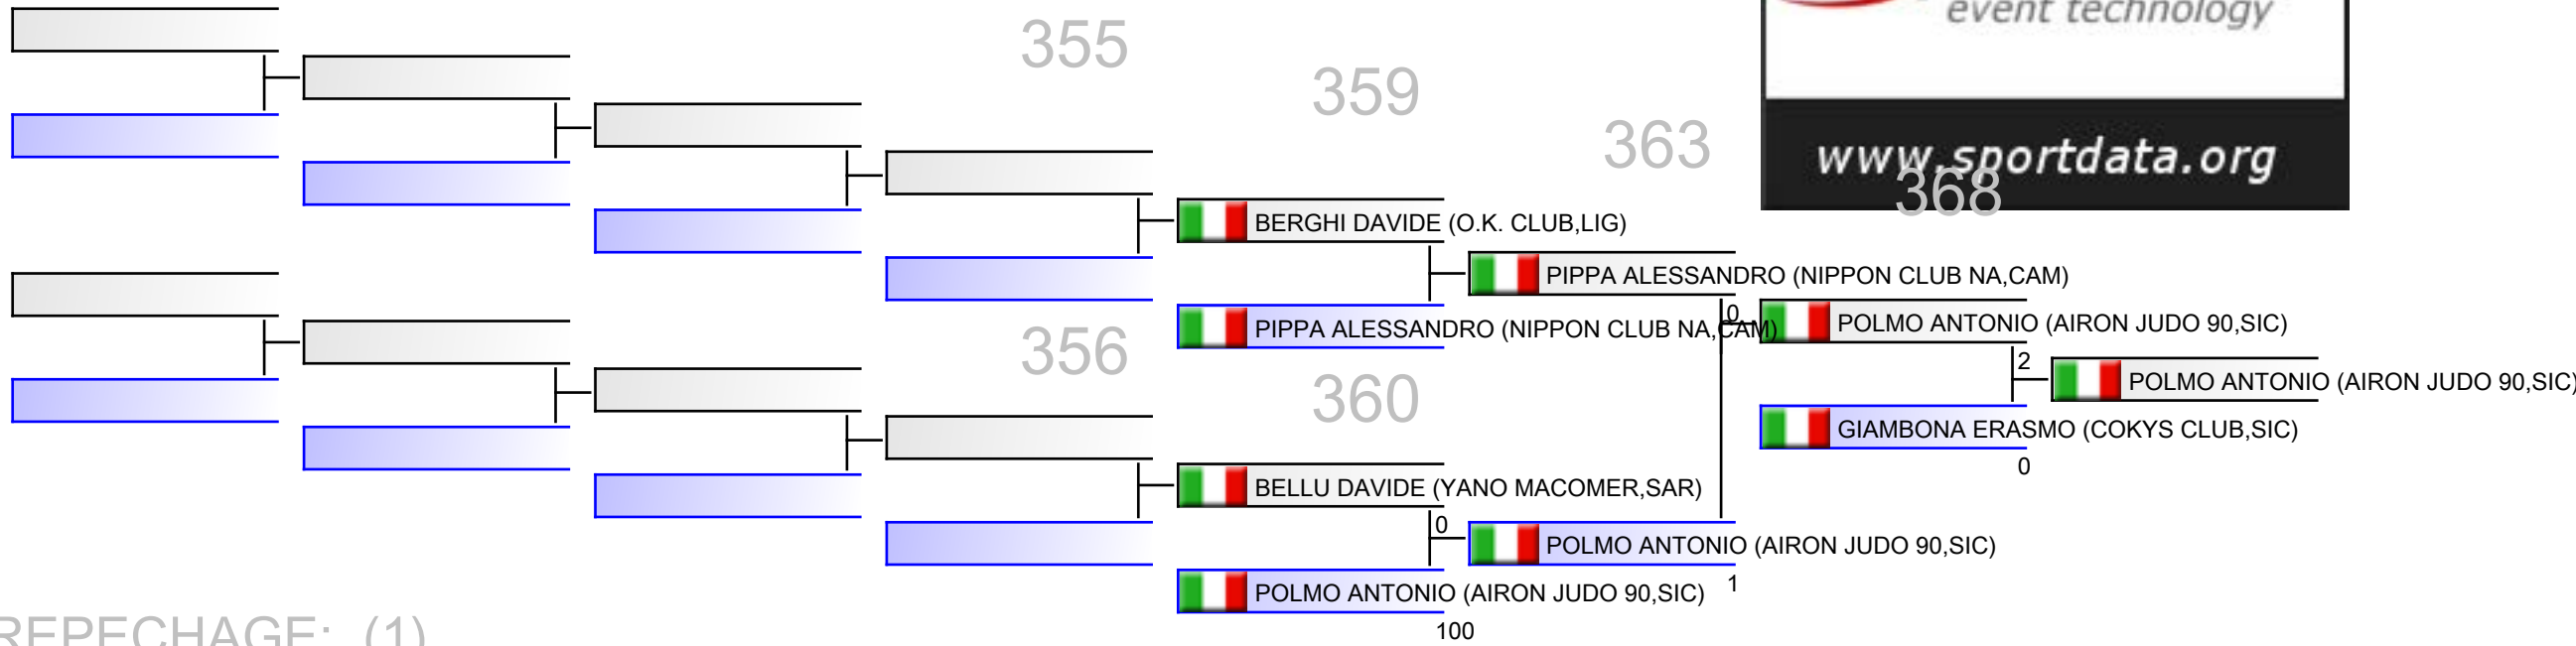 event technology
355
359
363
www.sportdata.org
368
BERGHI DAVIDE (O.K. CLUB,LIG)
PIPPA ALESSANDRO (NIPPON CLUB NA,CAM)
0
POLMO ANTONIO (AIRON JUDO 90,SIC)
PIPPA ALESSANDRO (NIPPON CLUB NA,CAM)
356
2
POLMO ANTONIO (AIRON JUDO 90,SIC)
360
GIAMBONA ERASMO (COKYS CLUB,SIC)
0
BELLU DAVIDE (YANO MACOMER,SAR)
0
POLMO ANTONIO (AIRON JUDO 90,SIC)
1
POLMO ANTONIO (AIRON JUDO 90,SIC)
100
REPECHAGE: (1)